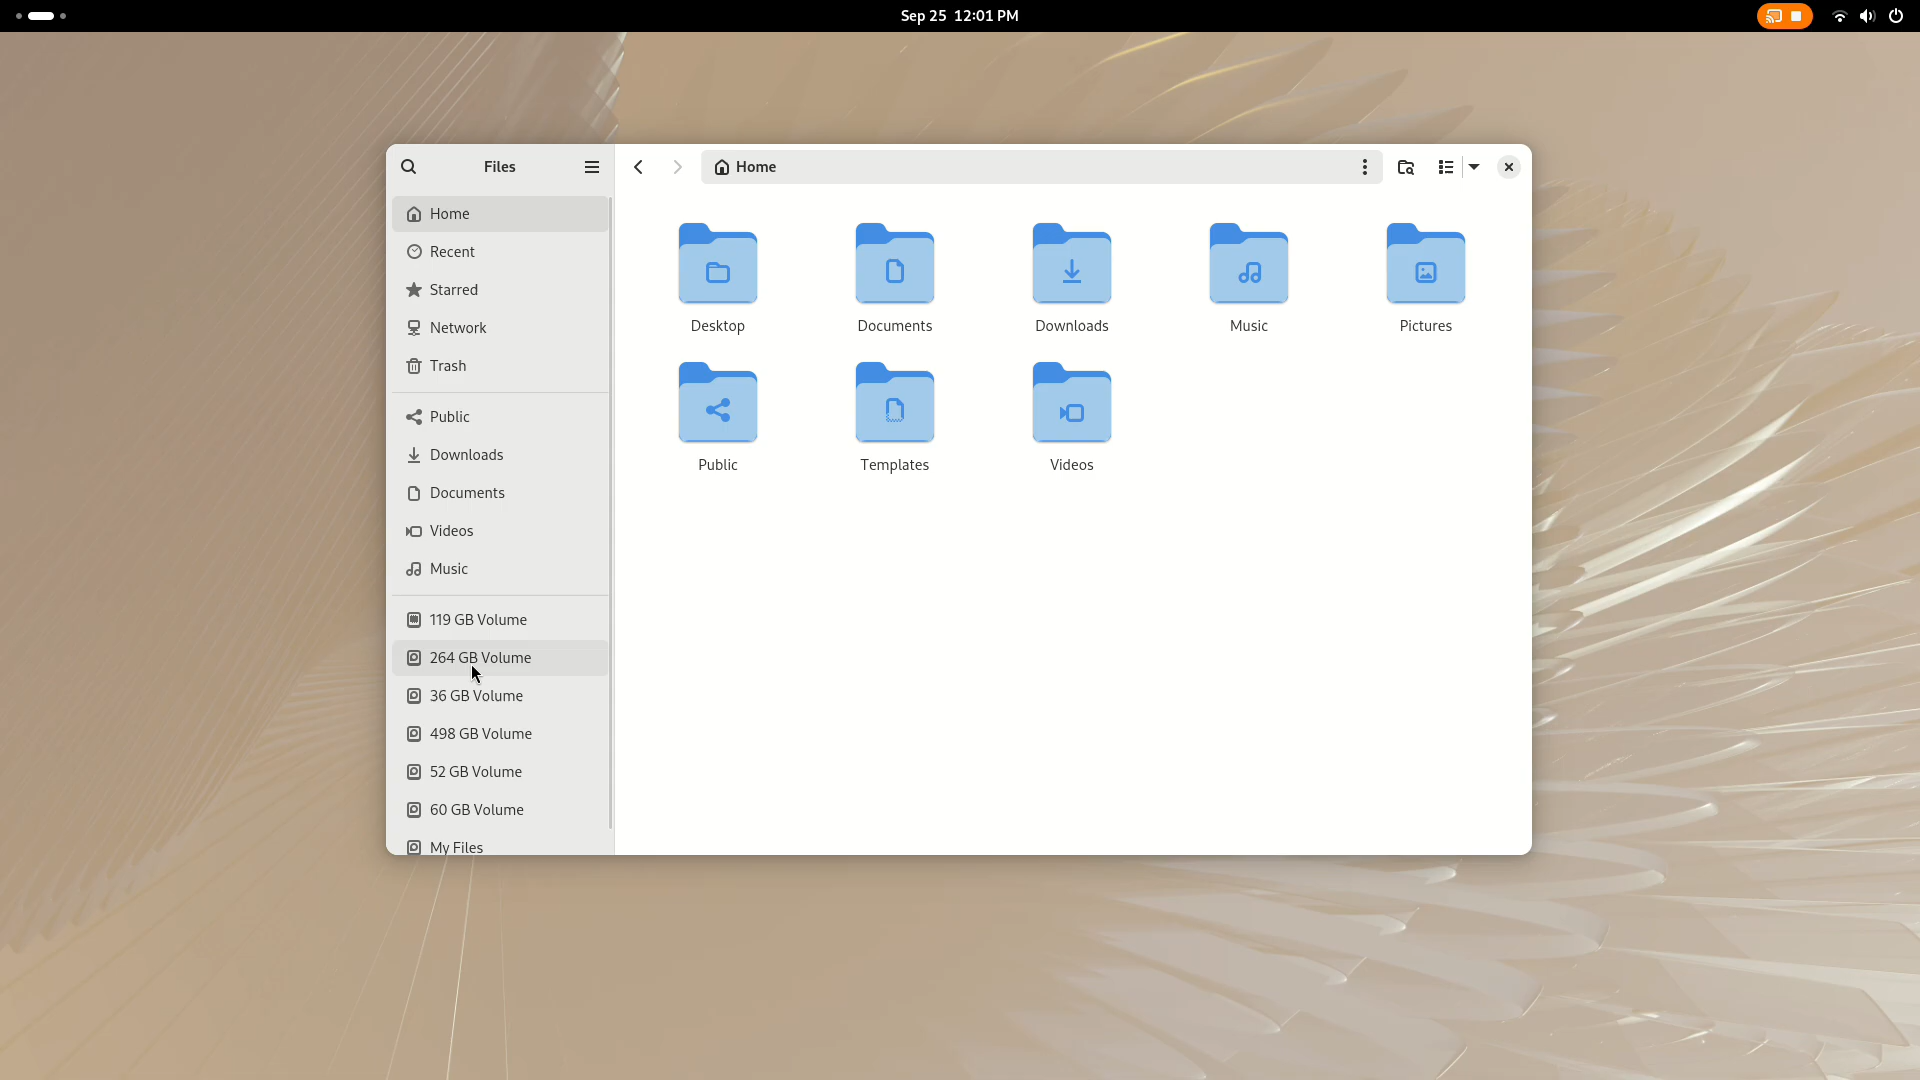 Sep 25 12:01 PM
Files
Home
Home
Recent
Starred
Network
Trash
Public
Downloads
Documents
Videos
Music
119 GB Volume
264 GB Volume
36 GB Volume
498 GB Volume
52 GB Volume
60 GB Volume
My Files
Desktop
Documents
Downloads
Music
Pictures
Public
Templates
Videos